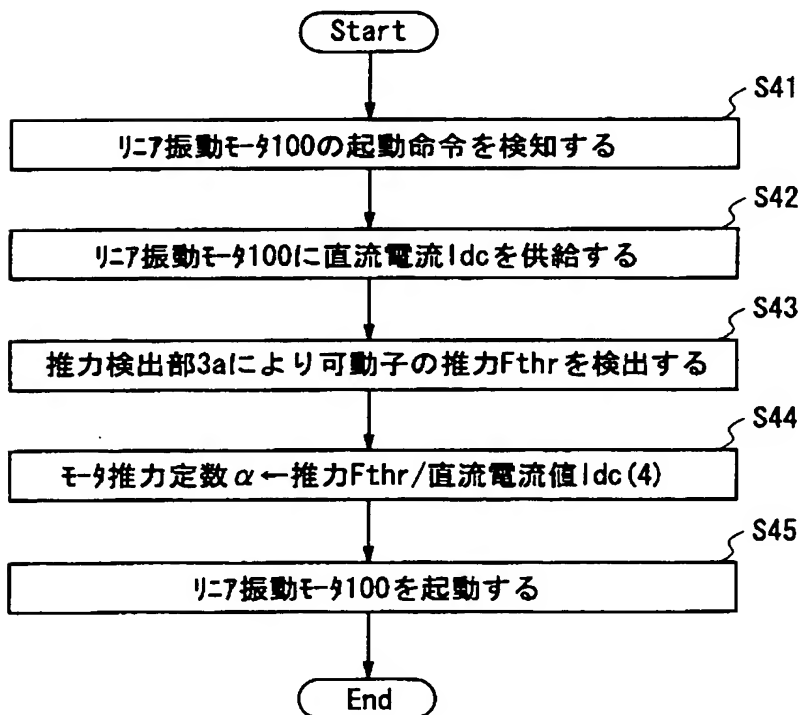 Start
S41
リニア振動モータ100の起動命令を検知する
S42
リニア振動モータ100に直流電流Idcを供給する
S43
推力検出部3aにより可動子の推力Fthrを検出する
S44
モータ推力定数α←推力Fthr/直流電流値Idc(4)
S45
リニア振動モータ100を起動する
End